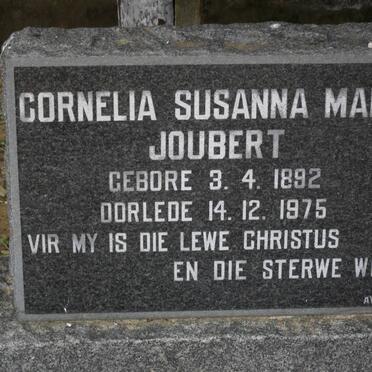 CORNELIA SUSANNA
JOUBERT
GEBORE 3. 4. 1892
OORLEDE 14. 12. 1975
VIR MY IS DIE LEWE CHRISTUS
EN DIE STERWE